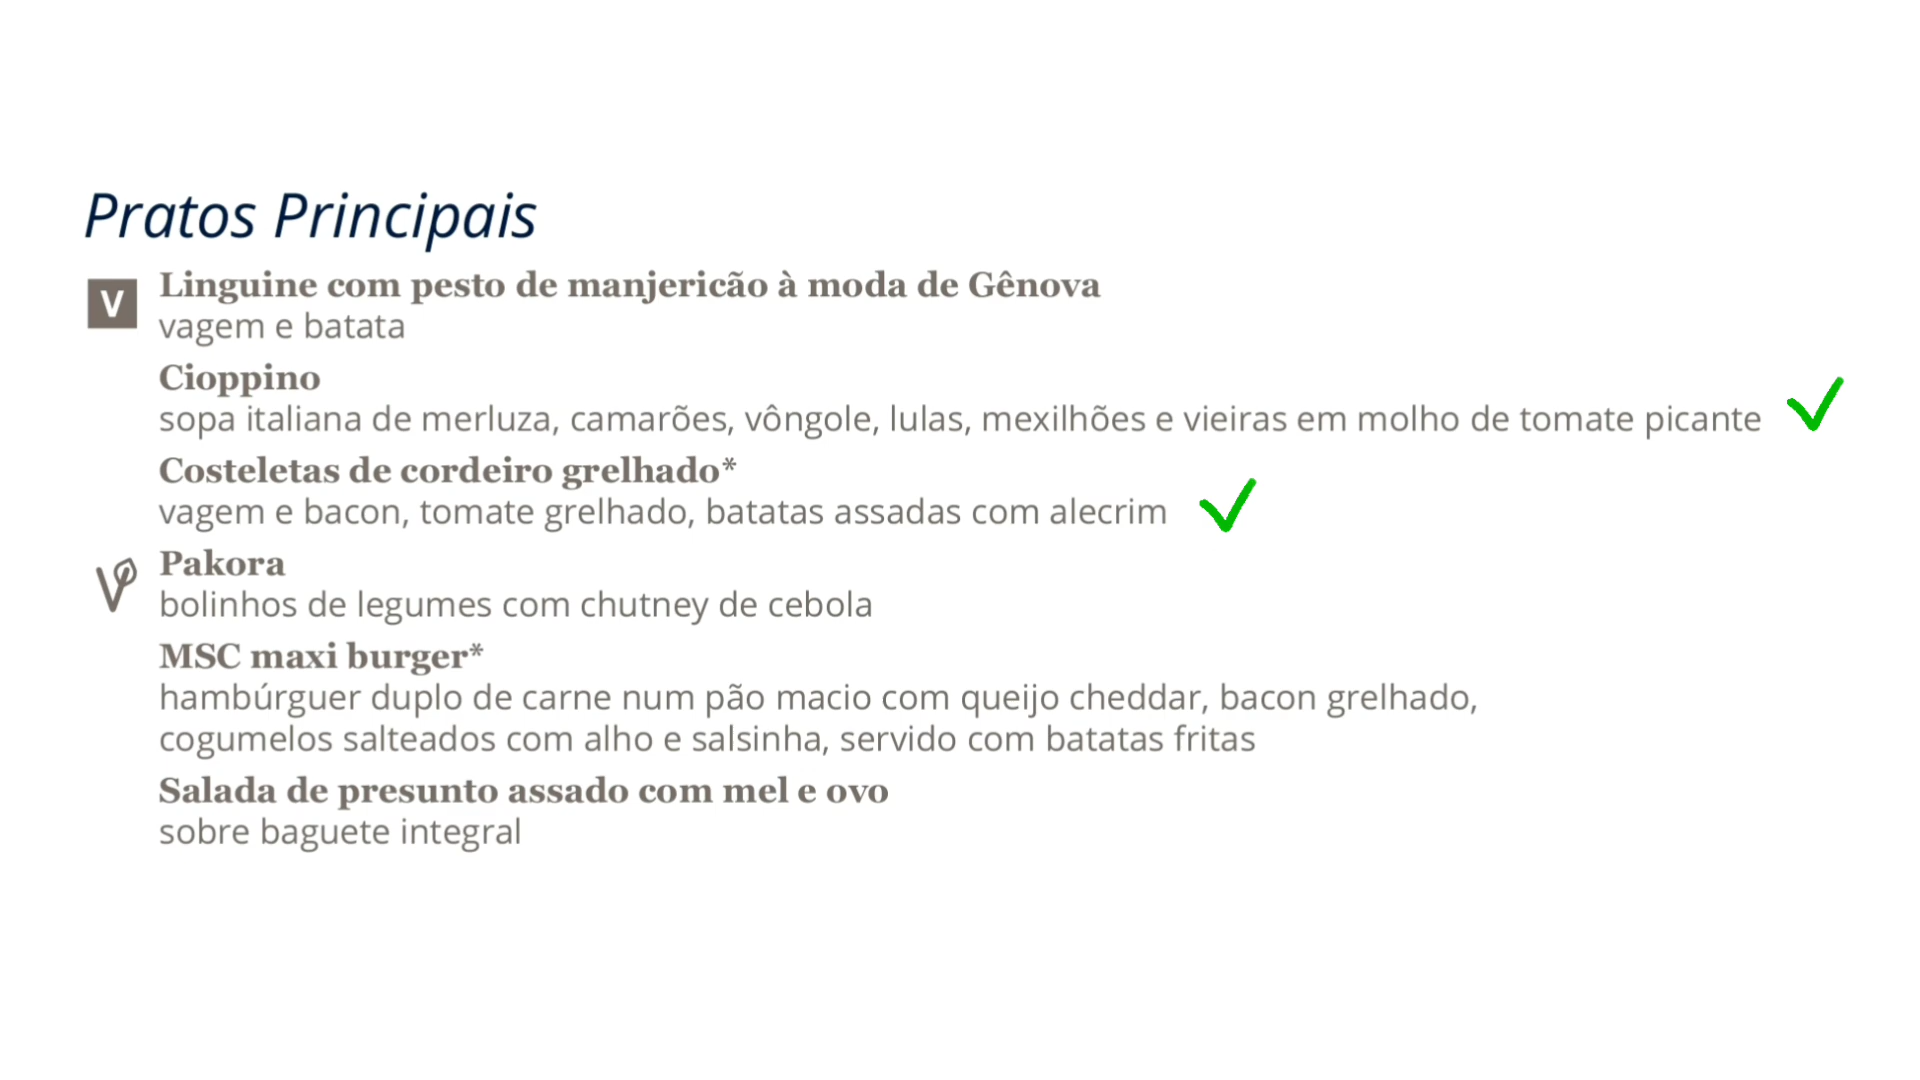 Pratos Principais
V Linguine com pesto de manjericão à moda de Gênova
vagem e batata
Cioppino
sopa italiana de merluza, camarões, vôngole, lulas, mexilhões e vieiras em molho de tomate picante
Costeletas de cordeiro grelhado*
vagem e bacon, tomate grelhado, batatas assadas com alecrim
V Pakora
bolinhos de legumes com chutney de cebola
MSC maxi burger*
hambúrguer duplo de carne num pão macio com queijo cheddar, bacon grelhado,
cogumelos salteados com alho e salsinha, servido com batatas fritas
Salada de presunto assado com mel e ovo
sobre baguete integral